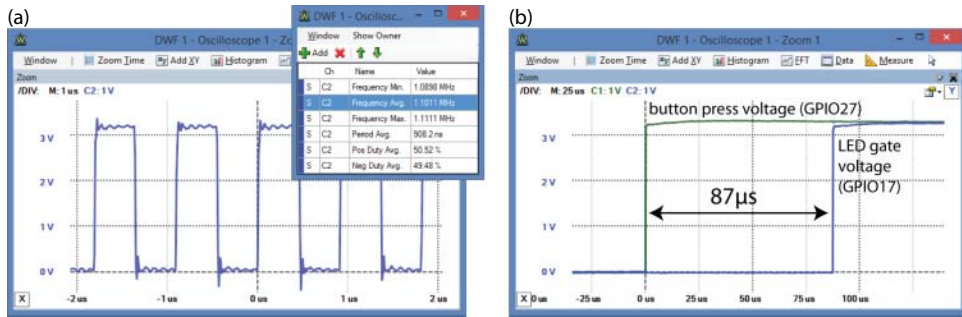 (a)
DWF 1 - Oscilloscope 1 - Zo
Window Zoom Time Add XY Histogram
Zoom
/DIV: M: 1 us C2: 1 V
3 V
2 V
1 V
0 V
X -2 us -1 us 0 us 1 us 2 us
DWF 1 - Oscillosc...
Window Show Owner
Add
Ch Name Value
S C2 Frequency Min. 1.0898 MHz
S C2 Frequency Avg. 1.1011 MHz
S C2 Frequency Max. 1.1111 MHz
S C2 Period Avg. 908.2 ns
S C2 Pos Duty Avg. 50.52 %
S C2 Neg Duty Avg. 49.48 %
(b)
DWF 1 - Oscilloscope 1 - Zoom 1
Window Zoom Time Add XY Histogram FFT Data Measure
Zoom
/DIV: M: 25 us C1: 1 V C2: 1 V
Y
button press voltage (GPIO27)
3 V
LED gate
voltage
(GPIO17)
2 V
87µs
1 V
0 V
X 0 us -25 us 0 us 25 us 50 us 75 us 100 us